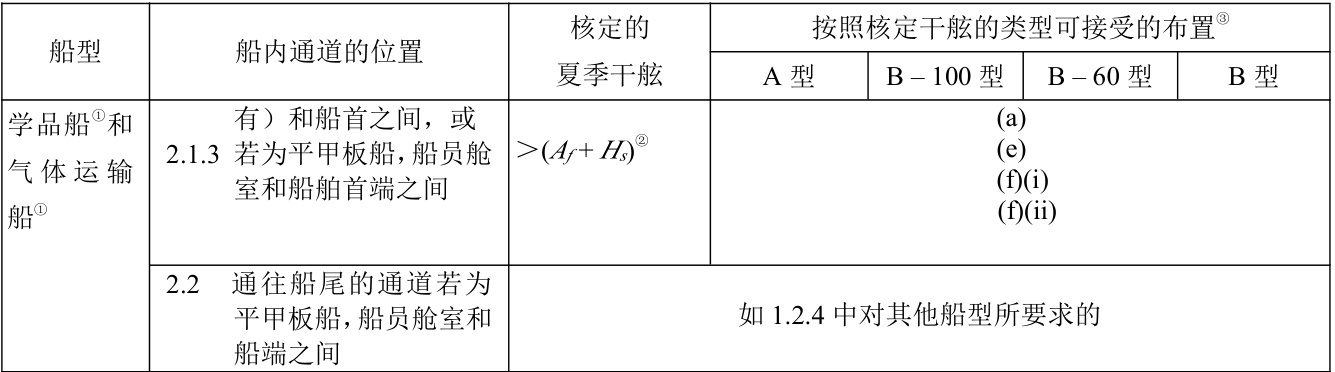 船型
船内通道的位置
核定的
夏季干舷
按照核定干舷的类型可接受的布置③
A 型
B – 100 型
B – 60 型
B 型
学品船①和
气体运输
船①
2.1.3
有）和船首之间，或
若为平甲板船，船员舱
室和船舶首端之间
＞(Af + Hs)②
(a)
(e)
(f)(i)
(f)(ii)
2.2 通往船尾的通道若为
平甲板船，船员舱室和
船端之间
如 1.2.4 中对其他船型所要求的